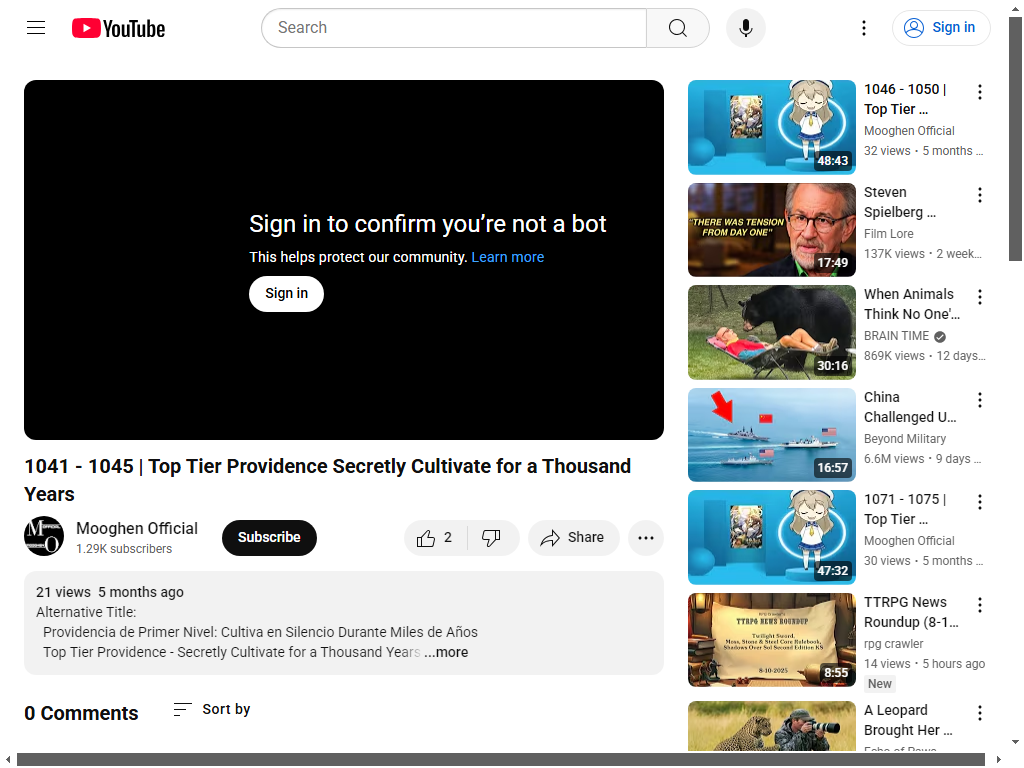 YouTube
Search
Sign in
Sign in to confirm you're not a bot
This helps protect our community. Learn more
Sign in
1041 - 1045 | Top Tier Providence Secretly Cultivate for a Thousand
Years
Mooghen Official
1.29K subscribers
Subscribe
2
Share
21 views 5 months ago
Alternative Title:
Providencia de Primer Nivel: Cultiva en Silencio Durante Miles de Años
Top Tier Providence - Secretly Cultivate for a Thousand Years ...more
0 Comments
Sort by
48:43
1046 - 1050 |
Top Tier ...
Mooghen Official
32 views • 5 months ...
"THERE WAS TENSION
FROM DAY ONE"
17:49
Steven
Spielberg ...
Film Lore
137K views • 2 week...
30:16
When Animals
Think No One'...
BRAIN TIME
869K views • 12 days...
16:57
China
Challenged U...
Beyond Military
6.6M views • 9 days ...
47:32
1071 - 1075 |
Top Tier ...
Mooghen Official
30 views • 5 months ...
TTRPG NEWS ROUNDUP
Twilight Sword,
Moss, Stone & Steel Core Rulebook,
Shadows Over Sol Second Edition KS
8-10-2025
8:55
TTRPG News
Roundup (8-1...
rpg crawler
14 views • 5 hours ago
New
A Leopard
Brought Her ...